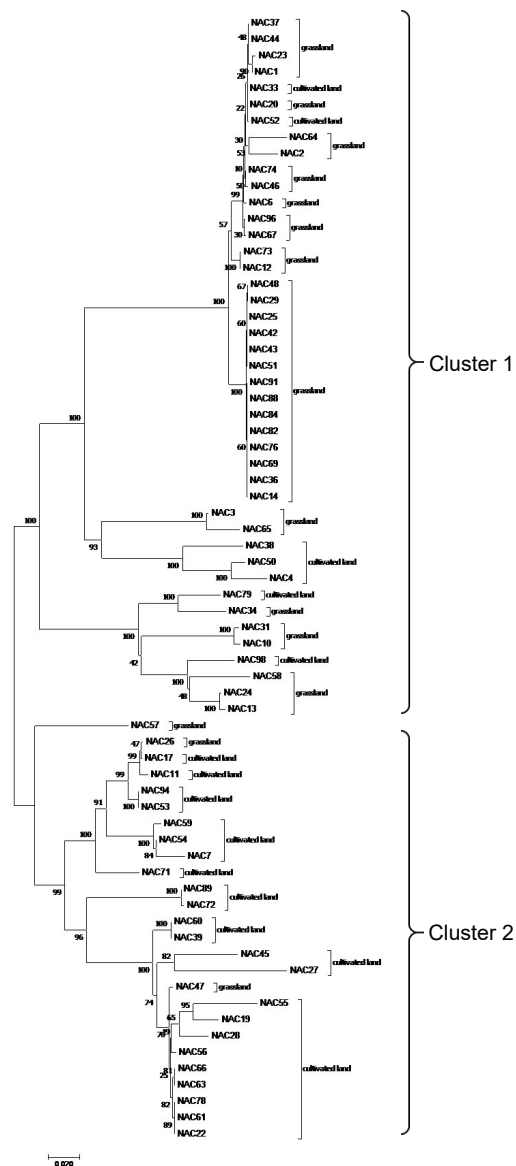 NAC37
48
NAC44
grassland
NAC23
90
NAC1
26
NAC33
cultivated land
NAC20
grassland
22
NAC52
cultivated land
NAC64
30
grassland
53
NAC2
NAC74
10
grassland
50
NAC46
99
NAC6
grassland
NAC96
57
grassland
30
NAC67
NAC73
grassland
100
NAC12
67
NAC48
NAC29
100
60
NAC25
NAC42
NAC43
NAC51
Cluster 1
NAC91
grassland
100
NAC88
NAC84
100
NAC82
60
NAC76
NAC69
NAC36
NAC14
100
NAC3
grassland
100
NAC65
93
NAC38
100
NAC50
cultivated land
100
NAC4
NAC79
cultivated land
100
NAC34
grassland
100
NAC31
grassland
NAC10
42
NAC98
cultivated land
100
NAC58
48
NAC24
grassland
100
NAC13
NAC57
grassland
47
NAC26
grassland
99
NAC17
cultivated land
99
NAC11
cultivated land
NAC94
91
cultivated land
100
NAC53
NAC59
100
100
NAC54
cultivated land
84
NAC7
NAC71
cultivated land
99
100
NAC89
cultivated land
NAC72
96
100
NAC60
cultivated land
NAC39
Cluster 2
82
NAC45
100
cultivated land
NAC27
NAC47
grassland
74
95
NAC55
65
NAC19
NAC28
NAC56
NAC66
cultivated land
25
NAC63
82
NAC78
NAC61
89
NAC22
0.020